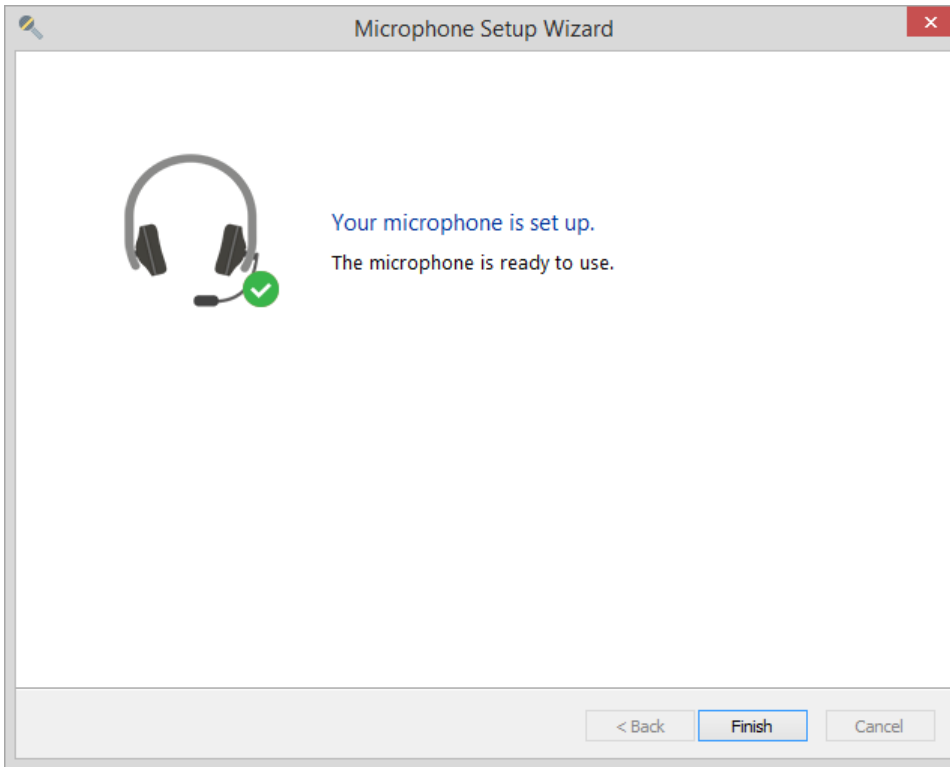 Microphone Setup Wizard
Your microphone is set up.
The microphone is ready to use.
< Back Finish Cancel